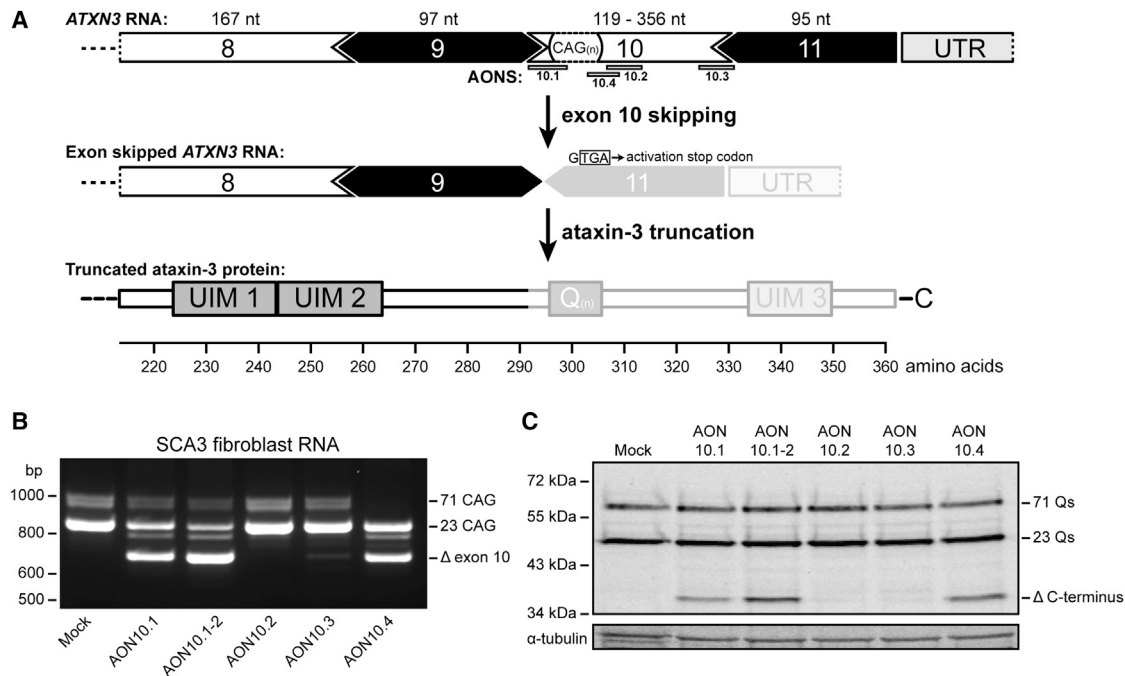 A
ATXN3 RNA: 167 nt 97 nt 119 - 356 nt 95 nt
8 9 CAG(n) 10 11 UTR
AONS: 10.1 10.4 10.2 10.3
exon 10 skipping
Exon skipped ATXN3 RNA:
GTGA activation stop codon
8 9 11 UTR
ataxin-3 truncation
Truncated ataxin-3 protein:
UIM 1 UIM 2 Q(n) UIM 3 C
220 230 240 250 260 270 280 290 300 310 320 330 340 350 360 amino acids
B
SCA3 fibroblast RNA
bp
1000
800
600
500
71 CAG
23 CAG
Δ exon 10
Mock AON10.1 AON10.1-2 AON10.2 AON10.3 AON10.4
C
Mock AON 10.1 AON 10.1-2 AON 10.2 AON 10.3 AON 10.4
72 kDa
55 kDa
43 kDa
34 kDa
71 Qs
23 Qs
Δ C-terminus
α-tubulin